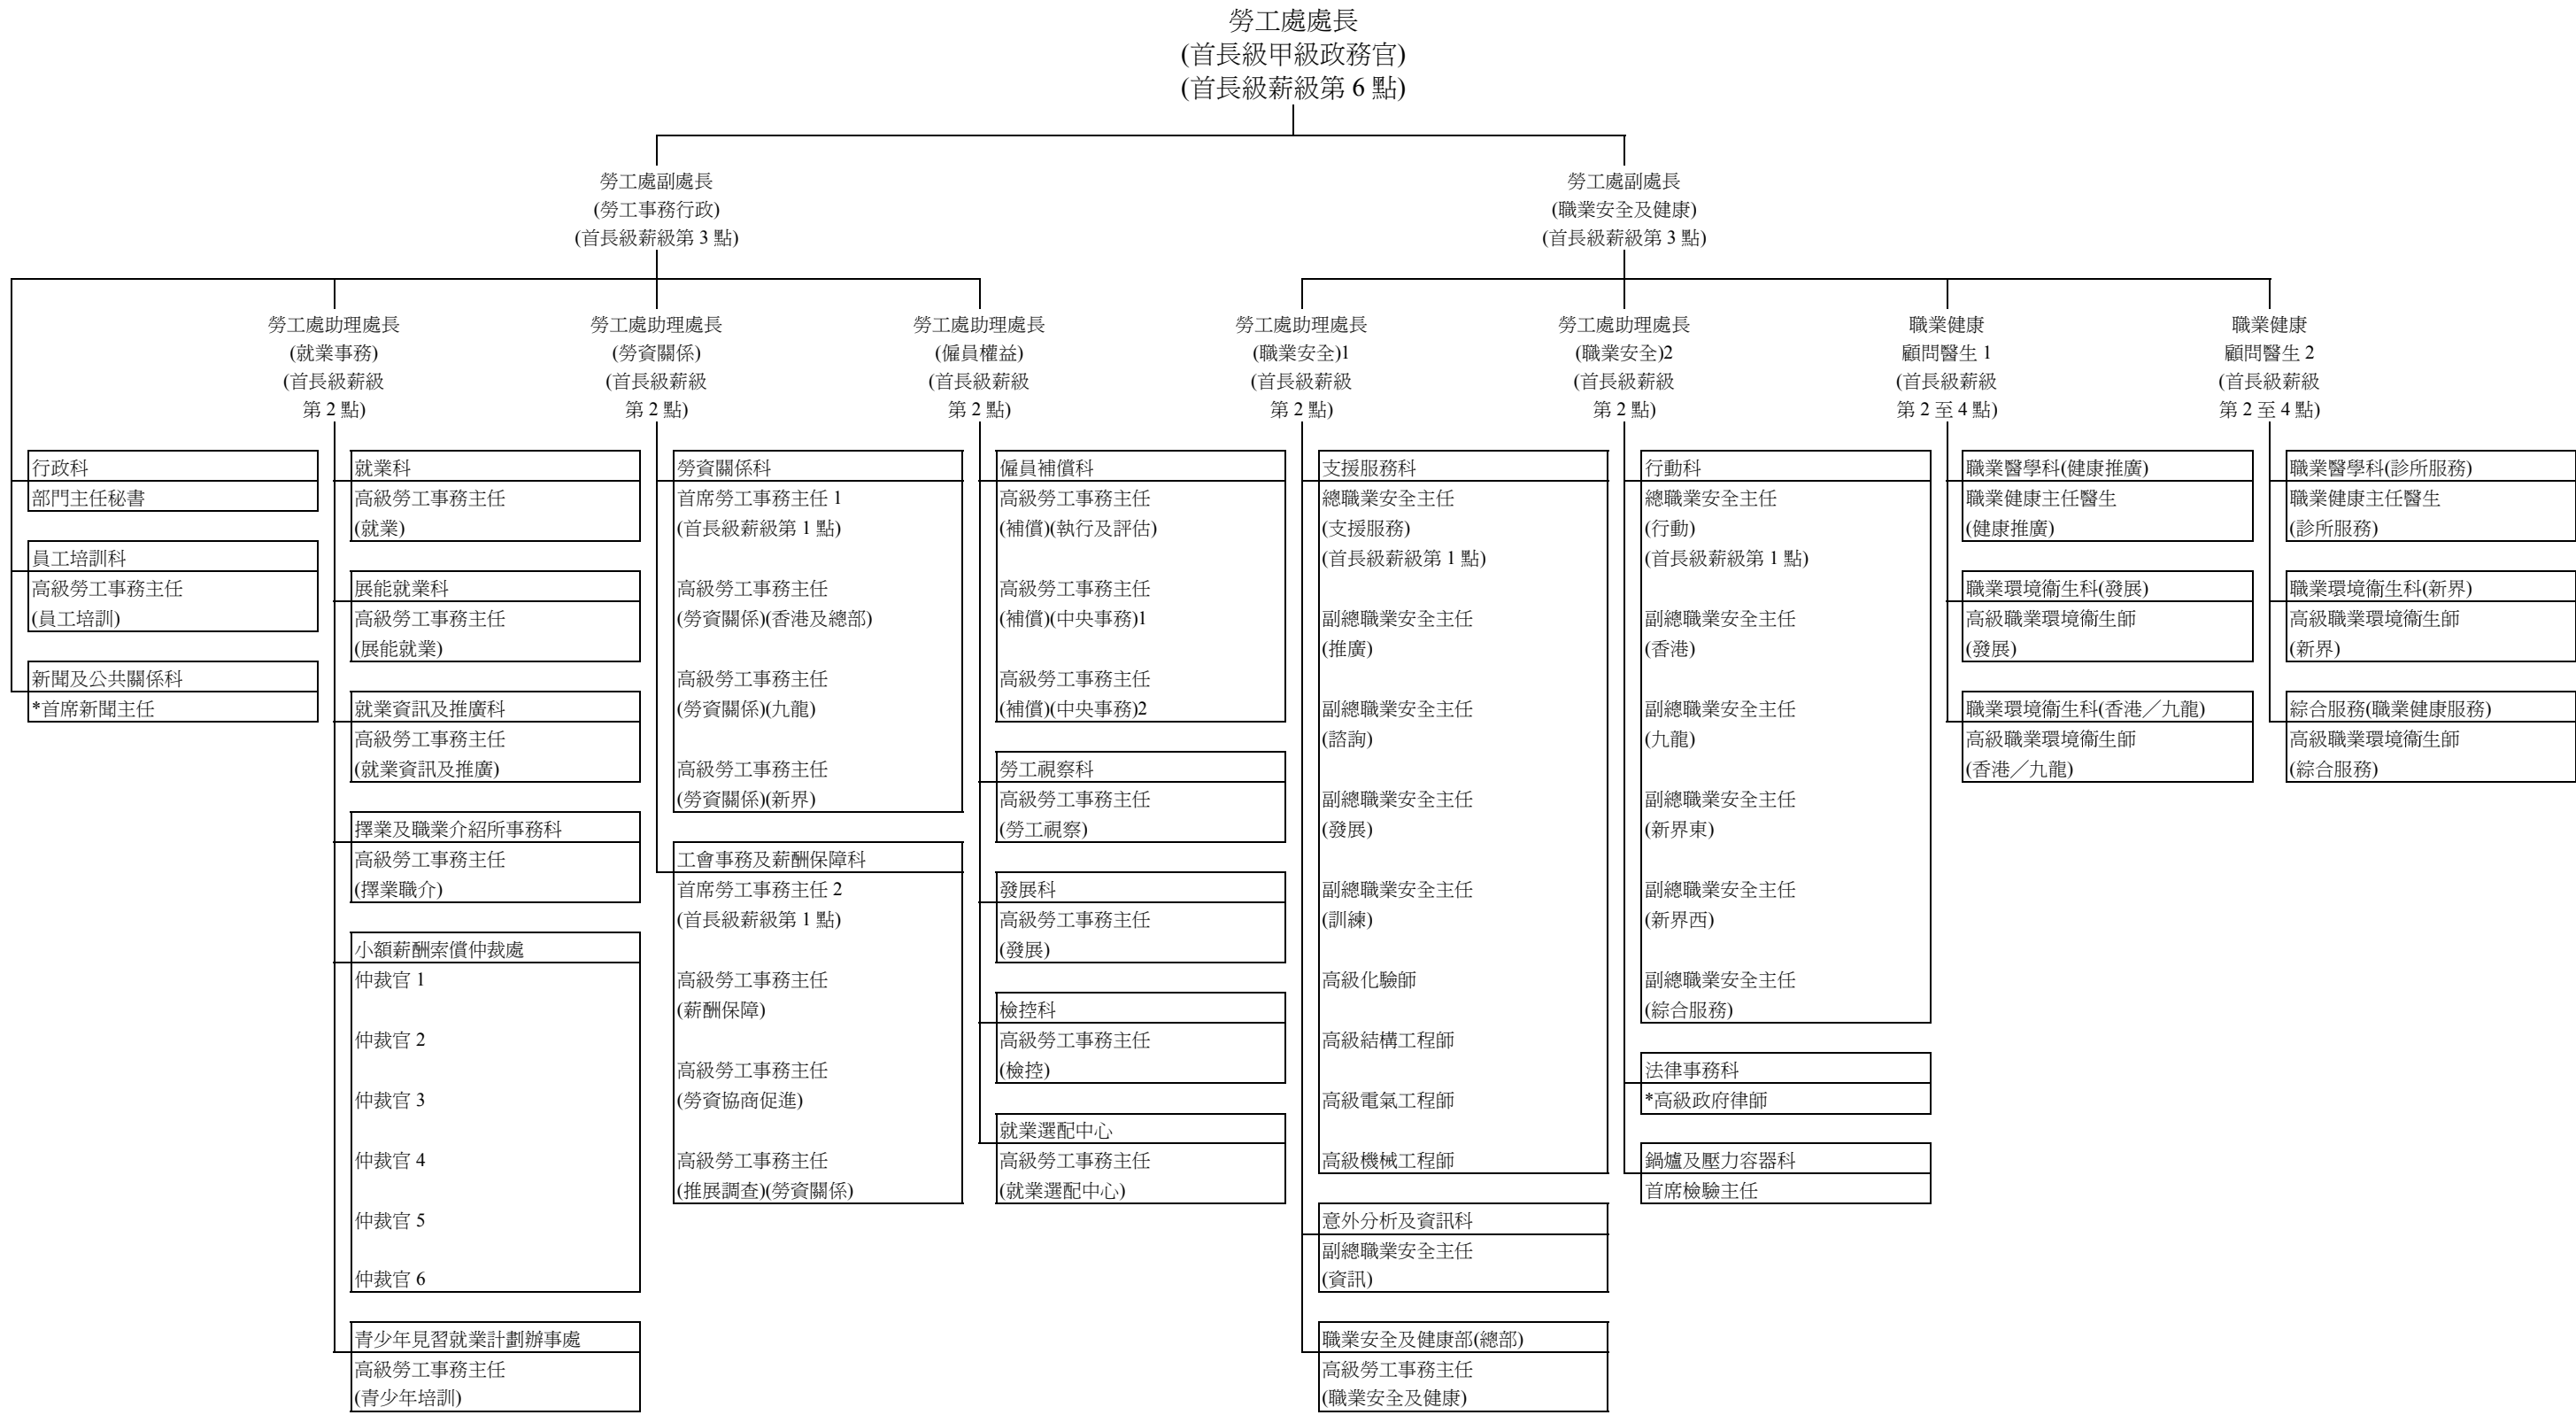 勞工處處長
(首長級甲級政務官)
(首長級薪級第 6 點)
勞工處副處長
(勞工事務行政)
(首長級薪級第 3 點)
勞工處副處長
(職業安全及健康)
(首長級薪級第 3 點)
勞工處助理處長
(就業事務)
(首長級薪級
第 2 點)
勞工處助理處長
(勞資關係)
(首長級薪級
第 2 點)
勞工處助理處長
(僱員權益)
(首長級薪級
第 2 點)
勞工處助理處長
(職業安全)1
(首長級薪級
第 2 點)
勞工處助理處長
(職業安全)2
(首長級薪級
第 2 點)
職業健康
顧問醫生 1
(首長級薪級
第 2 至 4 點)
職業健康
顧問醫生 2
(首長級薪級
第 2 至 4 點)
行政科
部門主任秘書
員工培訓科
高級勞工事務主任
(員工培訓)
新聞及公共關係科
*首席新聞主任
就業科
高級勞工事務主任
(就業)
展能就業科
高級勞工事務主任
(展能就業)
就業資訊及推廣科
高級勞工事務主任
(就業資訊及推廣)
擇業及職業介紹所事務科
高級勞工事務主任
(擇業職介)
小額薪酬索償仲裁處
仲裁官 1
仲裁官 2
仲裁官 3
仲裁官 4
仲裁官 5
仲裁官 6
青少年見習就業計劃辦事處
高級勞工事務主任
(青少年培訓)
勞資關係科
首席勞工事務主任 1
(首長級薪級第 1 點)
高級勞工事務主任
(勞資關係)(香港及總部)
高級勞工事務主任
(勞資關係)(九龍)
高級勞工事務主任
(勞資關係)(新界)
工會事務及薪酬保障科
首席勞工事務主任 2
(首長級薪級第 1 點)
高級勞工事務主任
(薪酬保障)
高級勞工事務主任
(勞資協商促進)
高級勞工事務主任
(推展調查)(勞資關係)
僱員補償科
高級勞工事務主任
(補償)(執行及評估)
高級勞工事務主任
(補償)(中央事務)1
高級勞工事務主任
(補償)(中央事務)2
勞工視察科
高級勞工事務主任
(勞工視察)
發展科
高級勞工事務主任
(發展)
檢控科
高級勞工事務主任
(檢控)
就業選配中心
高級勞工事務主任
(就業選配中心)
支援服務科
總職業安全主任
(支援服務)
(首長級薪級第 1 點)
副總職業安全主任
(推廣)
副總職業安全主任
(諮詢)
副總職業安全主任
(發展)
副總職業安全主任
(訓練)
高級化驗師
高級結構工程師
高級電氣工程師
高級機械工程師
意外分析及資訊科
副總職業安全主任
(資訊)
職業安全及健康部(總部)
高級勞工事務主任
(職業安全及健康)
行動科
總職業安全主任
(行動)
(首長級薪級第 1 點)
副總職業安全主任
(香港)
副總職業安全主任
(九龍)
副總職業安全主任
(新界東)
副總職業安全主任
(新界西)
副總職業安全主任
(綜合服務)
法律事務科
*高級政府律師
鍋爐及壓力容器科
首席檢驗主任
職業醫學科(健康推廣)
職業健康主任醫生
(健康推廣)
職業環境衞生科(發展)
高級職業環境衞生師
(發展)
職業環境衞生科(香港／九龍)
高級職業環境衞生師
(香港／九龍)
職業醫學科(診所服務)
職業健康主任醫生
(診所服務)
職業環境衞生科(新界)
高級職業環境衞生師
(新界)
綜合服務(職業健康服務)
高級職業環境衞生師
(綜合服務)